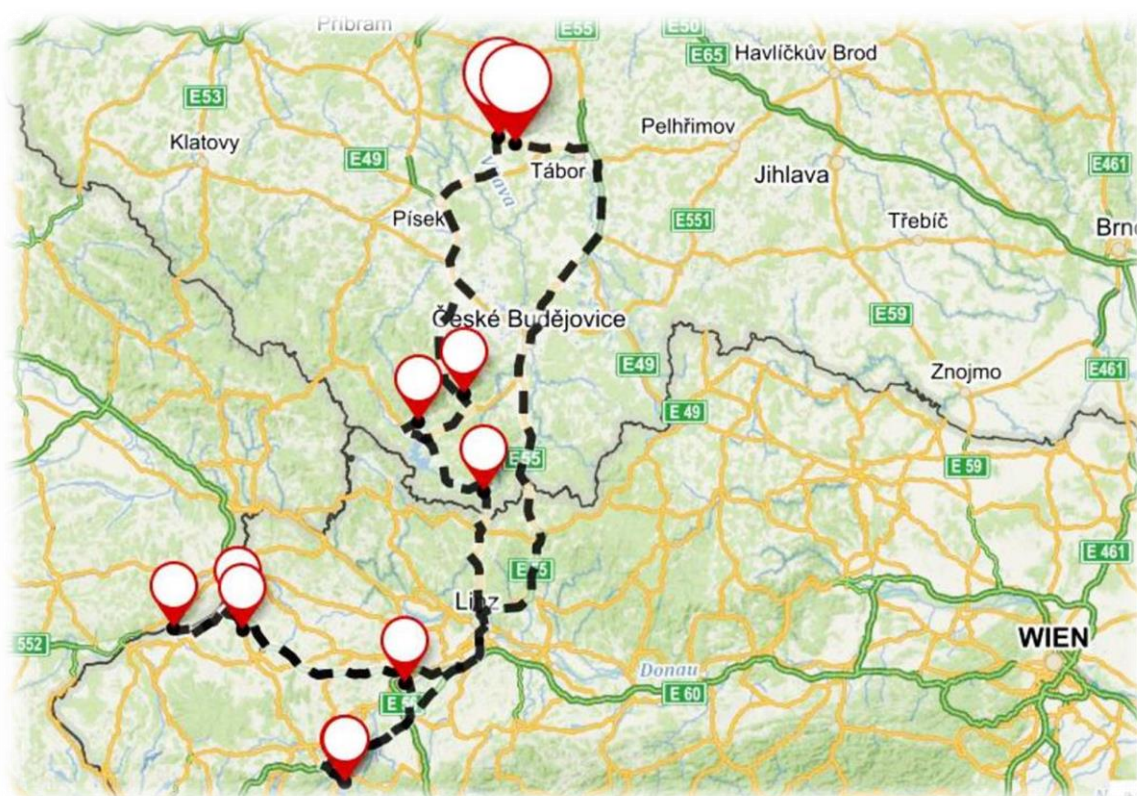 Příbram
E55
E50
E65
Havlíčkův Brod
E53
Klatovy
E49
Pelhřimov
Tábor
Vltava
Jihlava
E461
Písek
E551
Třebíč
Brno
České Budějovice
E59
E49
Znojmo
E461
E 49
E55
E 59
E 461
Linz
E 552
WIEN
Donau
E 60